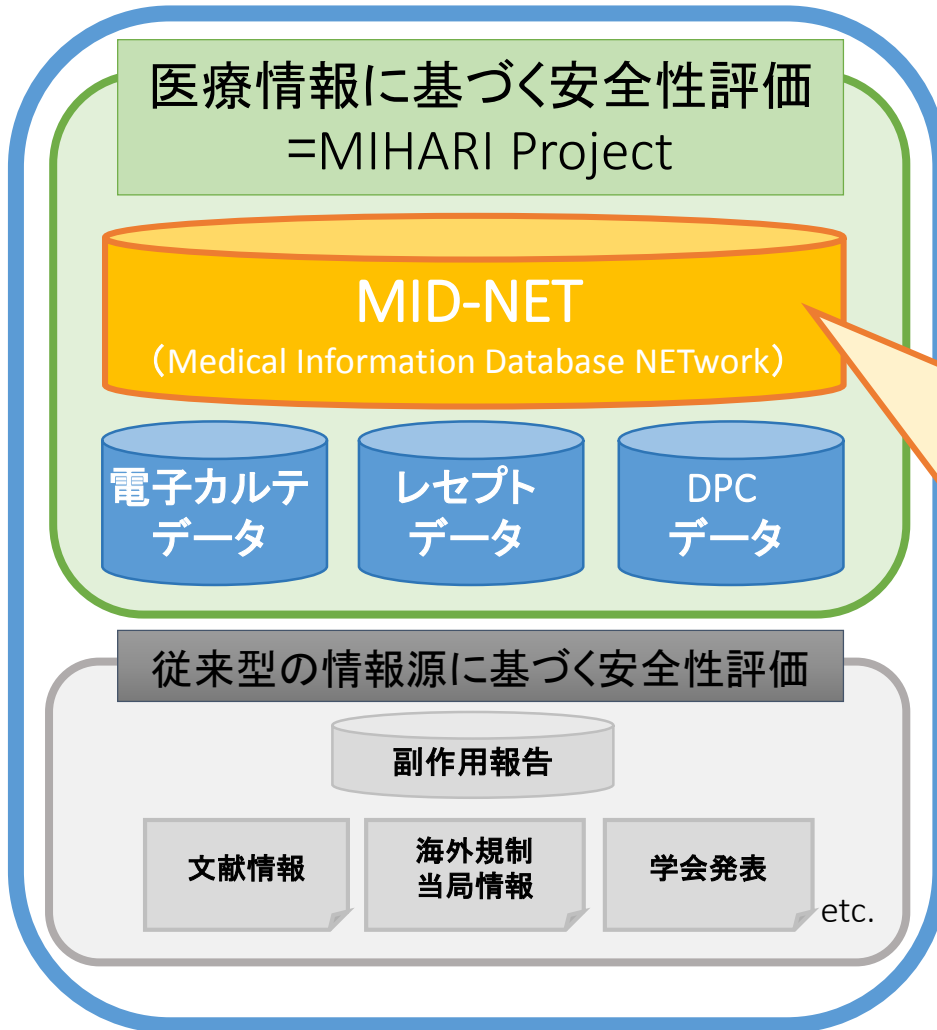 医療情報に基づく安全性評価
=MIHARI Project
MID-NET
（Medical Information Database NETwork）
電子カルテ
データ
レセプト
データ
DPC
データ
従来型の情報源に基づく安全性評価
副作用報告
文献情報
海外規制
当局情報
学会発表
etc.